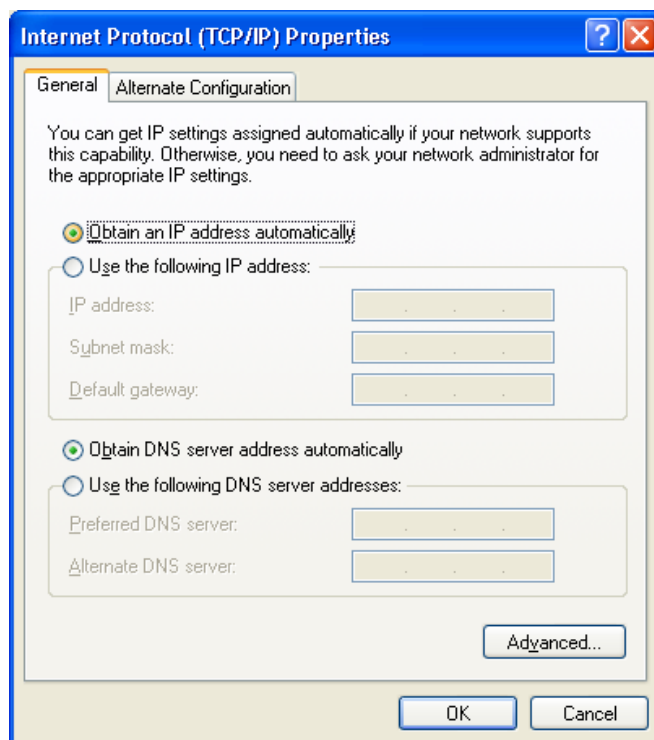 Internet Protocol (TCP/IP) Properties
General
Alternate Configuration
You can get IP settings assigned automatically if your network supports
this capability. Otherwise, you need to ask your network administrator for
the appropriate IP settings.
Obtain an IP address automatically
Use the following IP address:
IP address:
Subnet mask:
Default gateway:
Obtain DNS server address automatically
Use the following DNS server addresses:
Preferred DNS server:
Alternate DNS server:
Advanced...
OK
Cancel